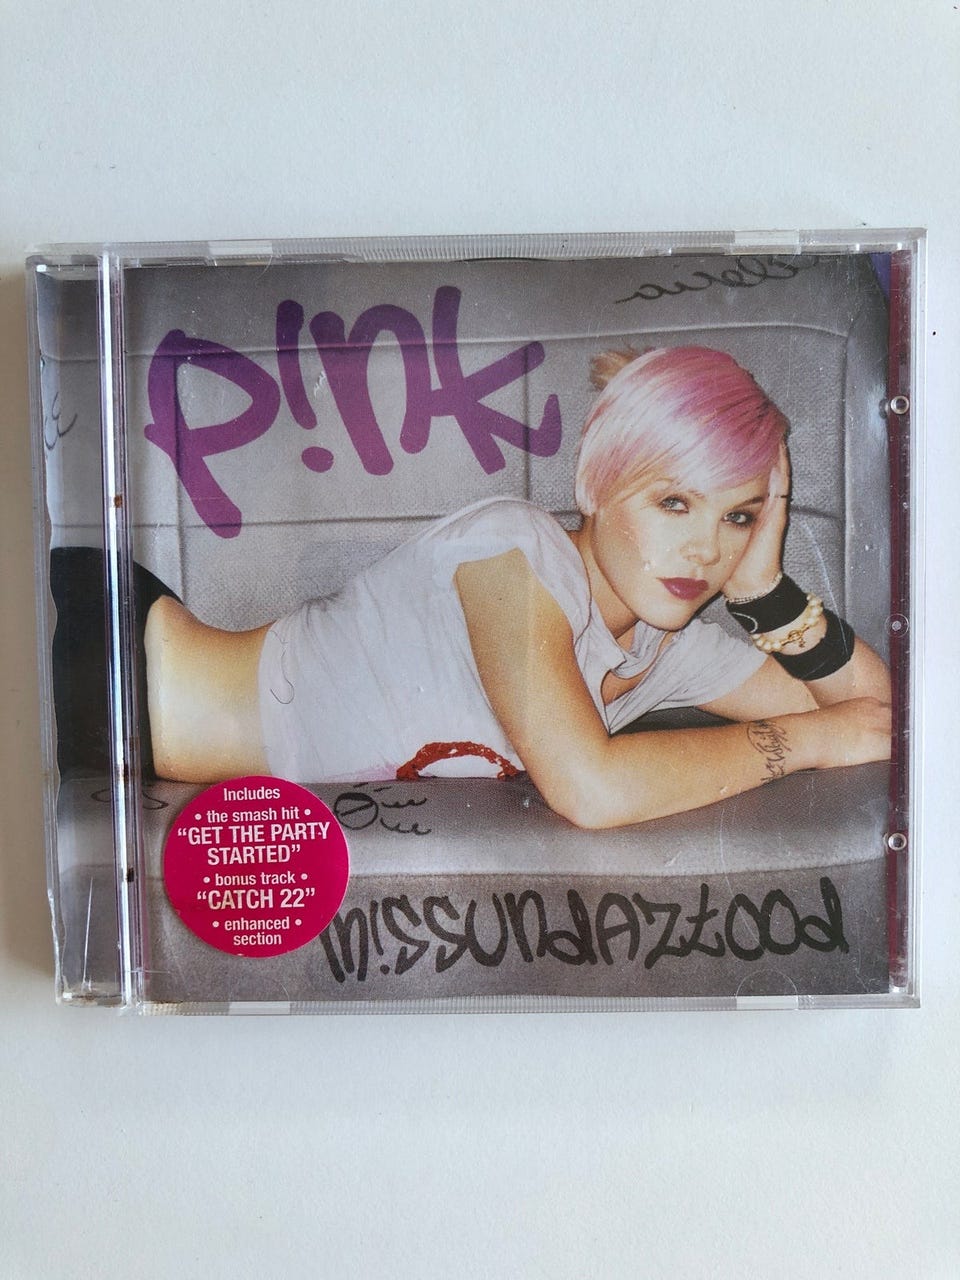 P!nk
Includes
• the smash hit •
“GET THE PARTY
STARTED”
• bonus track •
“CATCH 22”
• enhanced •
section
m!ssundaztood